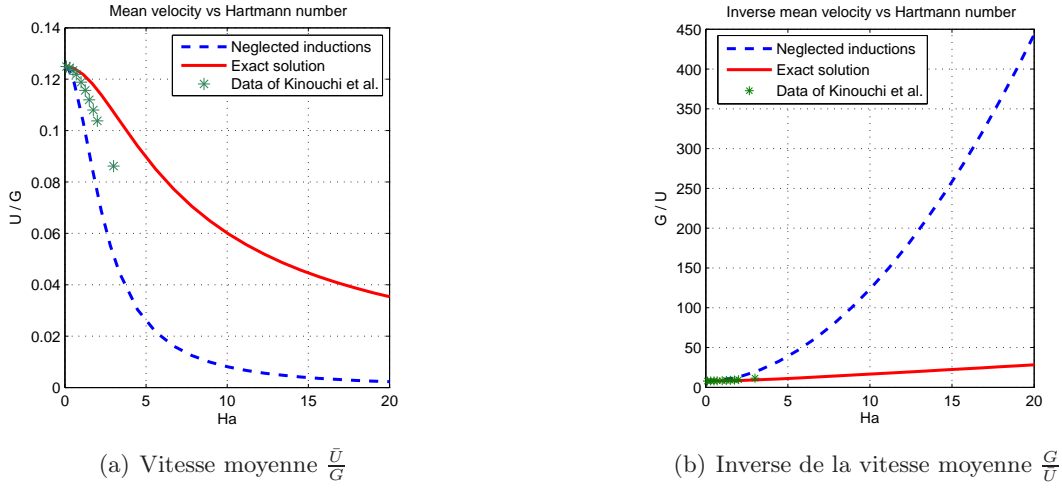 Mean velocity vs Hartmann number
0.14
0.12
0.1
0.08
0.06
0.04
0.02
0
U / G
Neglected inductions
Exact solution
Data of Kinouchi et al.
0 5 10 15 20
Ha
(a) Vitesse moyenne Ū/G
Inverse mean velocity vs Hartmann number
450
400
350
300
250
200
150
100
50
0
G / U
Neglected inductions
Exact solution
Data of Kinouchi et al.
0 5 10 15 20
Ha
(b) Inverse de la vitesse moyenne G/Ū